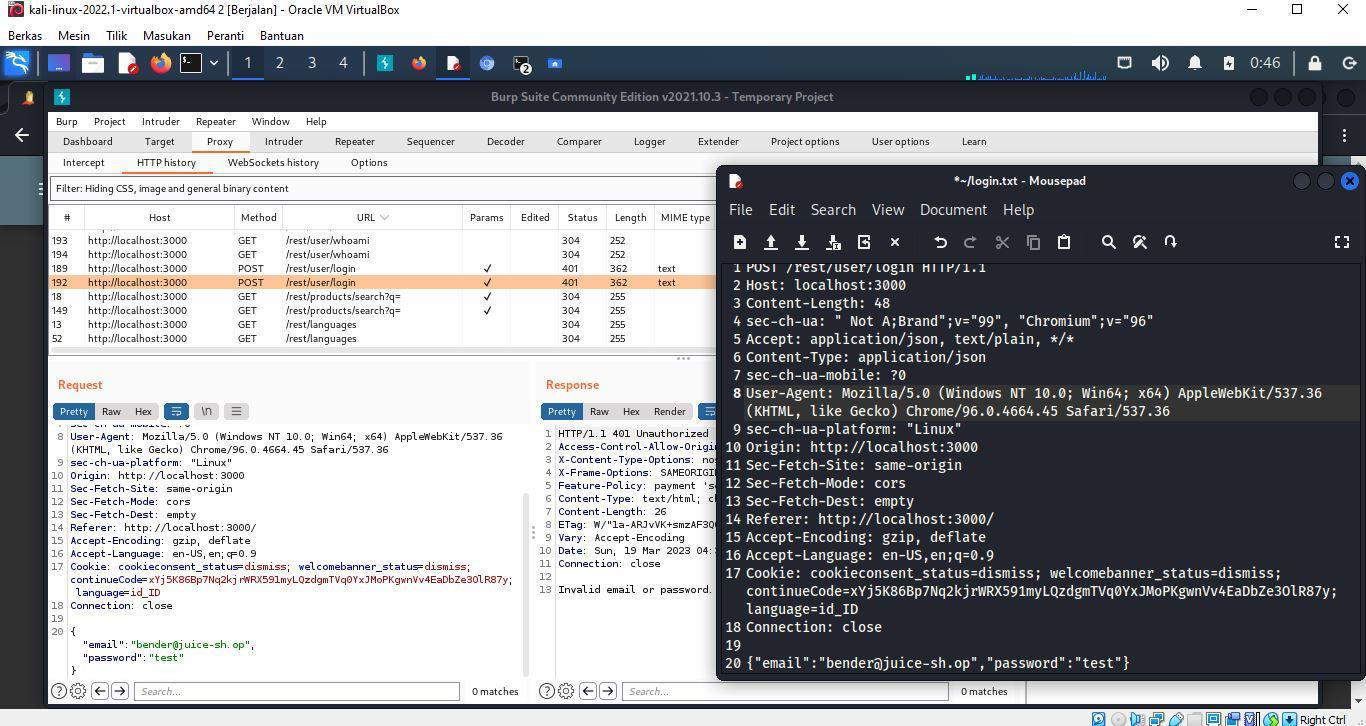 kali-linux-2022.1-virtualbox-amd64 2 [Berjalan] - Oracle VM VirtualBox
Berkas Mesin Tilik Masukan Peranti Bantuan
1 2 3 4 2 0:46
Burp Suite Community Edition v2021.10.3 - Temporary Project
Burp Project Intruder Repeater Window Help
Dashboard Target Proxy Intruder Repeater Sequencer Decoder Comparer Logger Extender Project options User options Learn
Intercept HTTP history WebSockets history Options
Filter: Hiding CSS, image and general binary content
# Host Method URL Params Edited Status Length MIME type
193 http://localhost:3000 GET /rest/user/whoami 304 252
194 http://localhost:3000 GET /rest/user/whoami 304 252
189 http://localhost:3000 POST /rest/user/login ✓ 401 362 text
192 http://localhost:3000 POST /rest/user/login ✓ 401 362 text
18 http://localhost:3000 GET /rest/products/search?q= ✓ 304 255
149 http://localhost:3000 GET /rest/products/search?q= ✓ 304 255
13 http://localhost:3000 GET /rest/languages 304 255
52 http://localhost:3000 GET /rest/languages 304 255
Request
Pretty Raw Hex \n
8 User-Agent: Mozilla/5.0 (Windows NT 10.0; Win64; x64) AppleWebKit/537.36
(KHTML, like Gecko) Chrome/96.0.4664.45 Safari/537.36
9 sec-ch-ua-platform: "Linux"
10 Origin: http://localhost:3000
11 Sec-Fetch-Site: same-origin
12 Sec-Fetch-Mode: cors
13 Sec-Fetch-Dest: empty
14 Referer: http://localhost:3000/
15 Accept-Encoding: gzip, deflate
16 Accept-Language: en-US,en;q=0.9
17 Cookie: cookieconsent_status=dismiss; welcomebanner_status=dismiss;
continueCode=xYj5K86Bp7Nq2kjrWRX591myLQzdgmTVq0YxJMoPKgwnVv4EaDbZe3OlR87y;
language=id_ID
18 Connection: close
19
20 {
"email":"bender@juice-sh.op",
"password":"test"
}
Search... 0 matches
Response
Pretty Raw Hex Render
1 HTTP/1.1 401 Unauthorized
2 Access-Control-Allow-Origi
3 X-Content-Type-Options: nos
4 X-Frame-Options: SAMEORIGI
5 Feature-Policy: payment 's
6 Content-Type: text/html; c
7 Content-Length: 26
8 ETag: W/"1a-ARJvVK+smzAF3Q
9 Vary: Accept-Encoding
10 Date: Sun, 19 Mar 2023 04:
11 Connection: close
12
13 Invalid email or password.
Search... 0 matches
*~/login.txt - Mousepad
File Edit Search View Document Help
1 POST /rest/user/login HTTP/1.1
2 Host: localhost:3000
3 Content-Length: 48
4 sec-ch-ua: " Not A;Brand";v="99", "Chromium";v="96"
5 Accept: application/json, text/plain, */*
6 Content-Type: application/json
7 sec-ch-ua-mobile: ?0
8 User-Agent: Mozilla/5.0 (Windows NT 10.0; Win64; x64) AppleWebKit/537.36
(KHTML, like Gecko) Chrome/96.0.4664.45 Safari/537.36
9 sec-ch-ua-platform: "Linux"
10 Origin: http://localhost:3000
11 Sec-Fetch-Site: same-origin
12 Sec-Fetch-Mode: cors
13 Sec-Fetch-Dest: empty
14 Referer: http://localhost:3000/
15 Accept-Encoding: gzip, deflate
16 Accept-Language: en-US,en;q=0.9
17 Cookie: cookieconsent_status=dismiss; welcomebanner_status=dismiss;
continueCode=xYj5K86Bp7Nq2kjrWRX591myLQzdgmTVq0YxJMoPKgwnVv4EaDbZe3OlR87y;
language=id_ID
18 Connection: close
19
20 {"email":"bender@juice-sh.op","password":"test"}
Right Ctrl